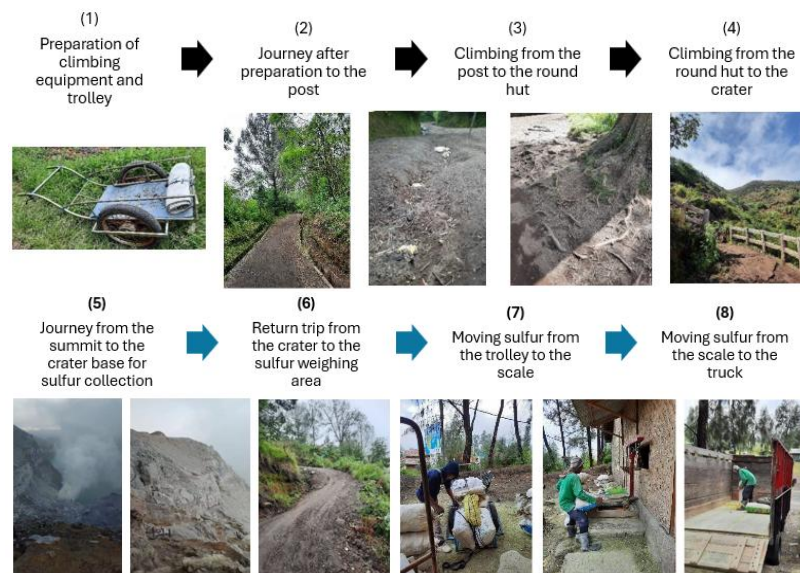 (1)
Preparation of
climbing
equipment and
trolley
(2)
Journey after
preparation to the
post
(3)
Climbing from the
post to the round
hut
(4)
Climbing from the
round hut to the
crater
(5)
Journey from the
summit to the
crater base for
sulfur collection
(6)
Return trip from
the crater to the
sulfur weighing
area
(7)
Moving sulfur from
the trolley to the
scale
(8)
Moving sulfur from
the scale to the
truck